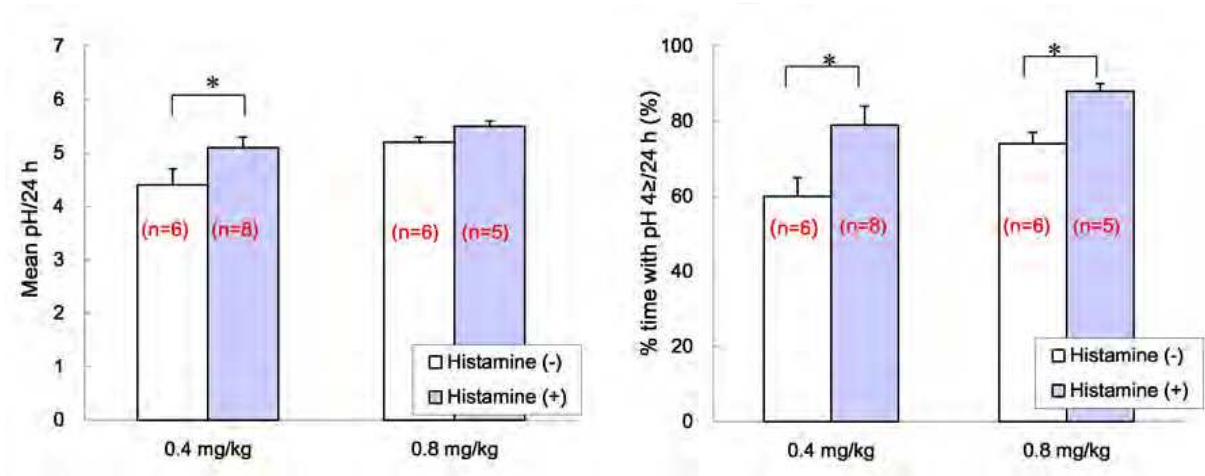 Mean pH/24 h
7
6
5
4
3
2
1
0
*
(n=6) (n=8) (n=6) (n=5)
Histamine (-)
Histamine (+)
0.4 mg/kg 0.8 mg/kg
% time with pH 4≥/24 h (%)
100
80
60
40
20
0
* *
(n=6) (n=8) (n=6) (n=5)
Histamine (-)
Histamine (+)
0.4 mg/kg 0.8 mg/kg